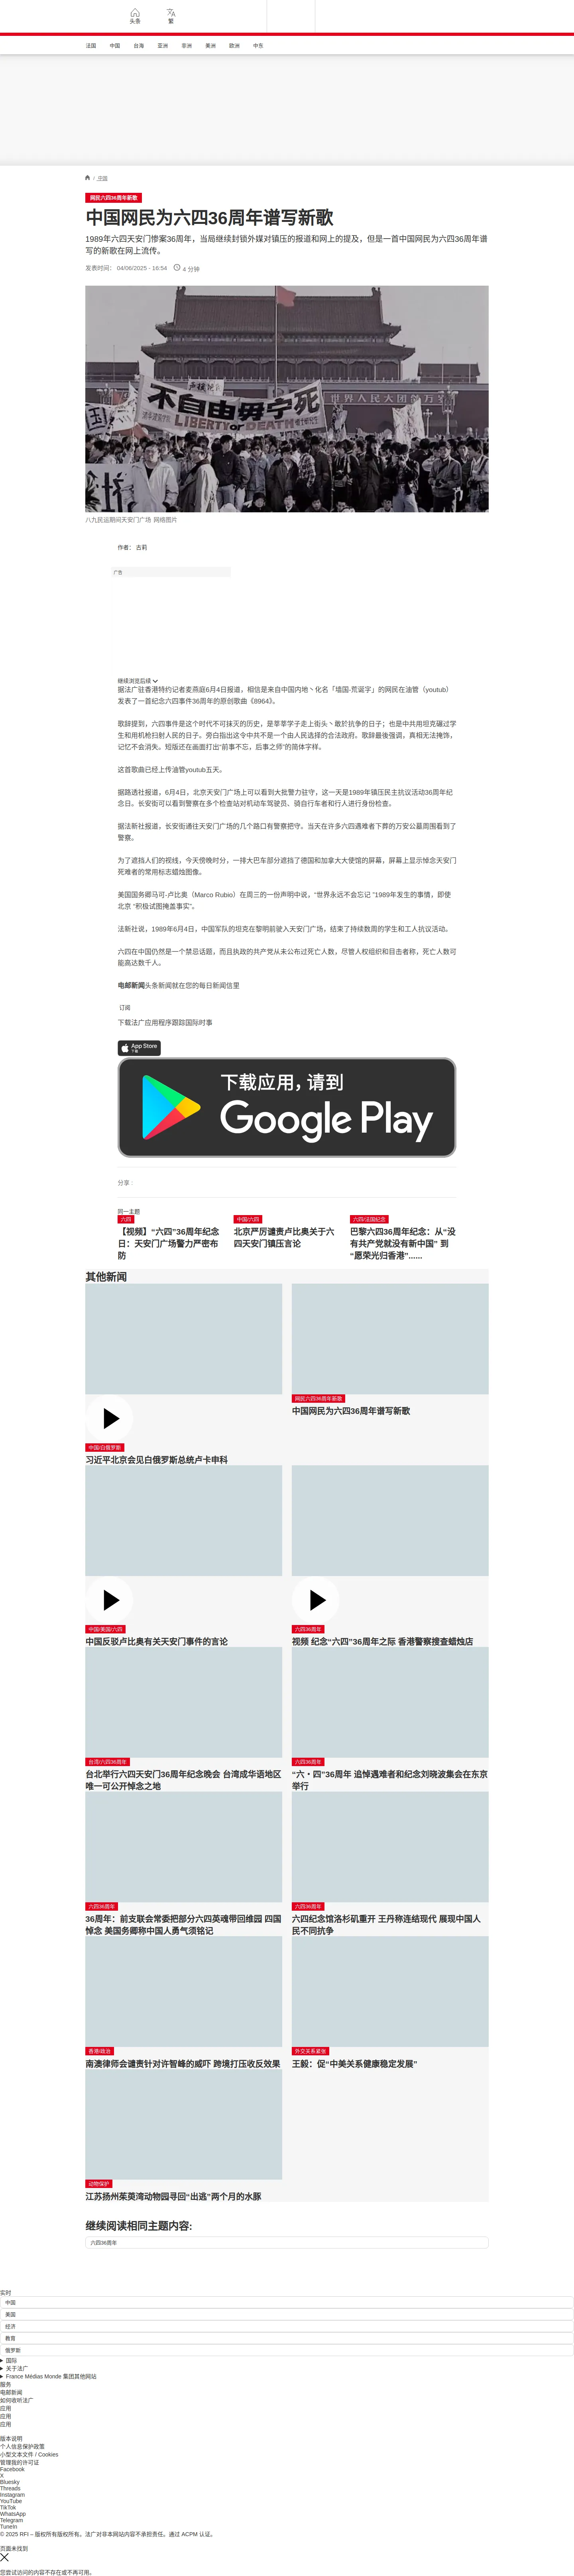 头条
繁
法国
中国
台海
亚洲
非洲
美洲
欧洲
中东
/ 中国
网民六四36周年新歌
中国网民为六四36周年谱写新歌
1989年六四天安门惨案36周年，当局继续封锁外媒对镇压的报道和网上的提及，但是一首中国网民为六四36周年谱
写的新歌在网上流传。
发表时间： 04/06/2025 - 16:54
4 分钟
不自由毋宁死
LIBERTY or DEATH
世界人民大团结万岁
八九民运期间天安门广场 网络图片
作者： 古莉
广告
继续浏览后续
据法广驻香港特约记者麦燕庭6月4日报道，相信是来自中国内地丶化名「墙国-荒诞字」的网民在油管（youtub）
发表了一首纪念六四事件36周年的原创歌曲《8964》。
歌辞提到，六四事件是这个时代不可抹灭的历史，是莘莘学子走上街头丶敢於抗争的日子；也是中共用坦克碾过学
生和用机枪扫射人民的日子。旁白指出这令中共不是一个由人民选择的合法政府。歌辞最後强调，真相无法掩饰，
记忆不会消失。短版还在画面打出“前事不忘，后事之师”的简体字样。
这首歌曲已经上传油管youtub五天。
据路透社报道，6月4日，北京天安门广场上可以看到大批警力驻守，这一天是1989年镇压民主抗议活动36周年纪
念日。长安街可以看到警察在多个检查站对机动车驾驶员、骑自行车者和行人进行身份检查。
据法新社报道，长安街通往天安门广场的几个路口有警察把守。当天在许多六四遇难者下葬的万安公墓周围看到了
警察。
为了遮挡人们的视线，今天傍晚时分，一排大巴车部分遮挡了德国和加拿大大使馆的屏幕，屏幕上显示悼念天安门
死难者的常用标志蜡烛图像。
美国国务卿马可-卢比奥（Marco Rubio）在周三的一份声明中说，“世界永远不会忘记 ”1989年发生的事情，即使
北京 “积极试图掩盖事实”。
法新社说，1989年6月4日，中国军队的坦克在黎明前驶入天安门广场，结束了持续数周的学生和工人抗议活动。
六四在中国仍然是一个禁忌话题，而且执政的共产党从未公布过死亡人数，尽管人权组织和目击者称，死亡人数可
能高达数千人。
电邮新闻头条新闻就在您的每日新闻信里
订阅
下载法广应用程序跟踪国际时事
App Store
下载
下载应用，请到
Google Play
分享 :
同一主题
六四
【视频】“六四”36周年纪念
日：天安门广场警力严密布
防
中国/六四
北京严厉谴责卢比奥关于六
四天安门镇压言论
六四/法国纪念
巴黎六四36周年纪念：从“没
有共产党就没有新中国” 到
“愿荣光归香港”......
其他新闻
中国/白俄罗斯
习近平北京会见白俄罗斯总统卢卡申科
网民六四36周年新歌
中国网民为六四36周年谱写新歌
中国/美国/六四
中国反驳卢比奥有关天安门事件的言论
六四36周年
视频 纪念“六四”36周年之际 香港警察搜查蜡烛店
台湾/六四36周年
台北举行六四天安门36周年纪念晚会 台湾成华语地区
唯一可公开悼念之地
六四36周年
“六・四”36周年 追悼遇难者和纪念刘晓波集会在东京
举行
六四36周年
36周年：前支联会常委把部分六四英魂带回维园 四国
悼念 美国务卿称中国人勇气须铭记
六四36周年
六四纪念馆洛杉矶重开 王丹称连结现代 展现中国人
民不同抗争
香港/政治
南澳律师会谴责针对许智峰的威吓 跨境打压收反效果
外交关系紧张
王毅：促“中美关系健康稳定发展”
动物保护
江苏扬州茱萸湾动物园寻回“出逃”两个月的水豚
继续阅读相同主题内容:
六四36周年
实时
中国
美国
经济
教育
俄罗斯
国际
关于法广
France Médias Monde 集团其他网站
服务
电邮新闻
如何收听法广
应用
应用
应用
版本说明
个人信息保护政策
小型文本文件 / Cookies
管理我的许可证
Facebook
X
Bluesky
Threads
Instagram
YouTube
TikTok
WhatsApp
Telegram
TuneIn
© 2025 RFI – 版权所有版权所有。法广对非本网站内容不承担责任。通过 ACPM 认证。
页面未找到
您尝试访问的内容不存在或不再可用。